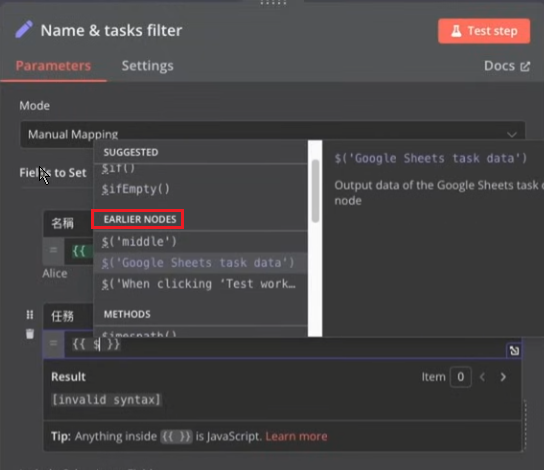 Name & tasks filter
Test step
Parameters
Settings
Docs
Mode
Manual Mapping
Fields to Set
SUGGESTED
$if()
$ifEmpty()
EARLIER NODES
$('middle')
$('Google Sheets task data')
$('When clicking ‘Test work…
METHODS
$jmespath()
$('Google Sheets task data')
Output data of the Google Sheets task
node
名稱
= {{
Alice
任務
= {{ $ }}
Result
Item 0
[invalid syntax]
Tip: Anything inside {{ }} is JavaScript. Learn more